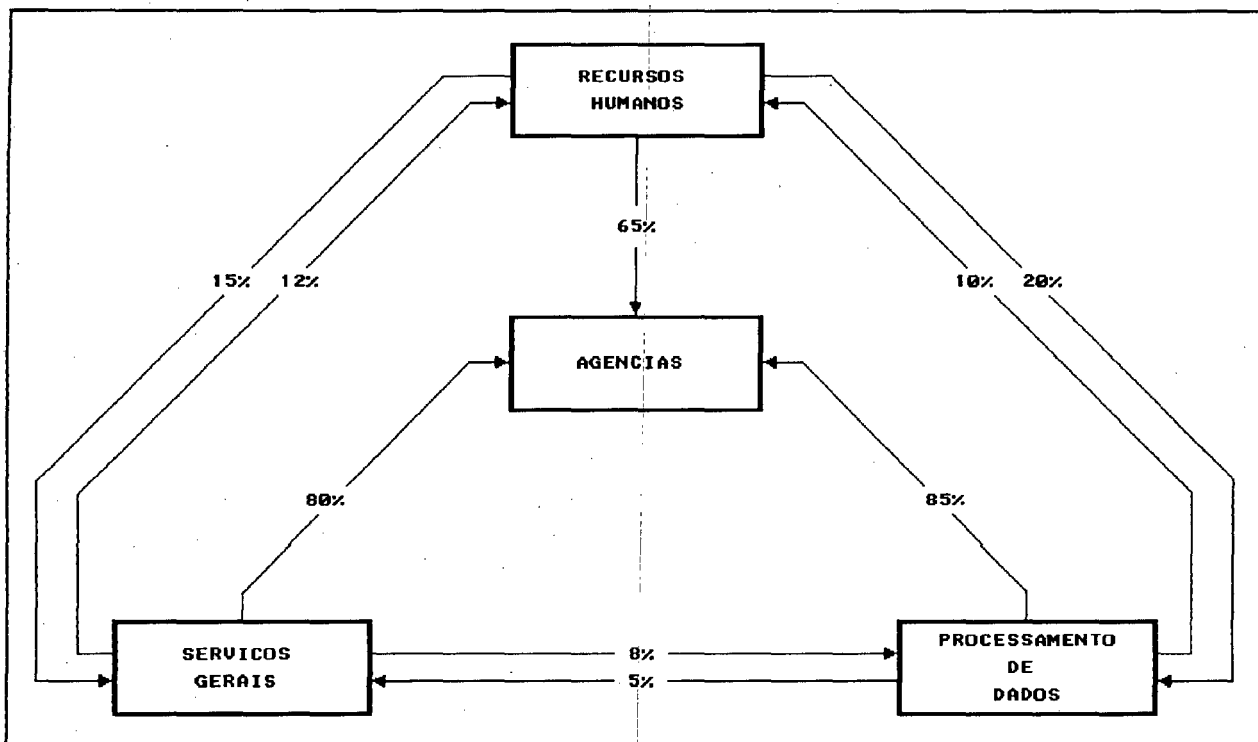 RECURSOS
HUMANOS
65%
15%
12%
10%
20%
AGENCIAS
80%
85%
SERVICOS
GERAIS
8%
5%
PROCESSAMENTO
DE
DADOS